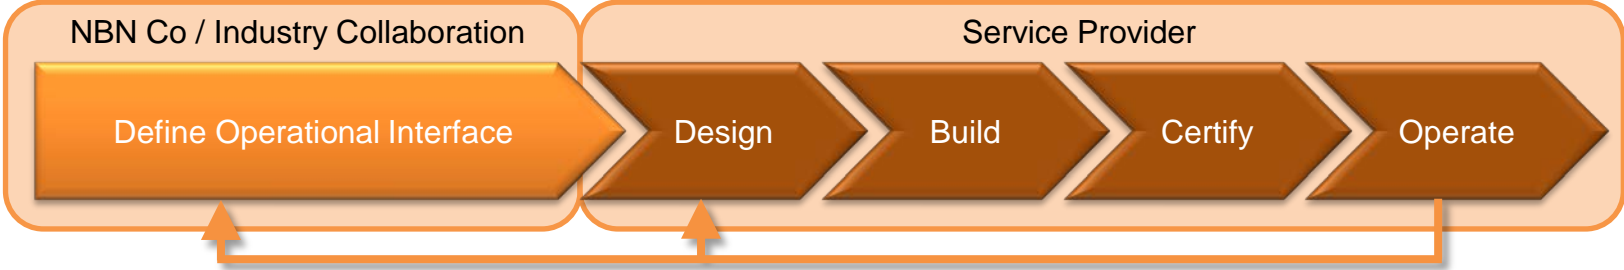 NBN Co / Industry Collaboration
Service Provider
Define Operational Interface
Design
Build
Certify
Operate